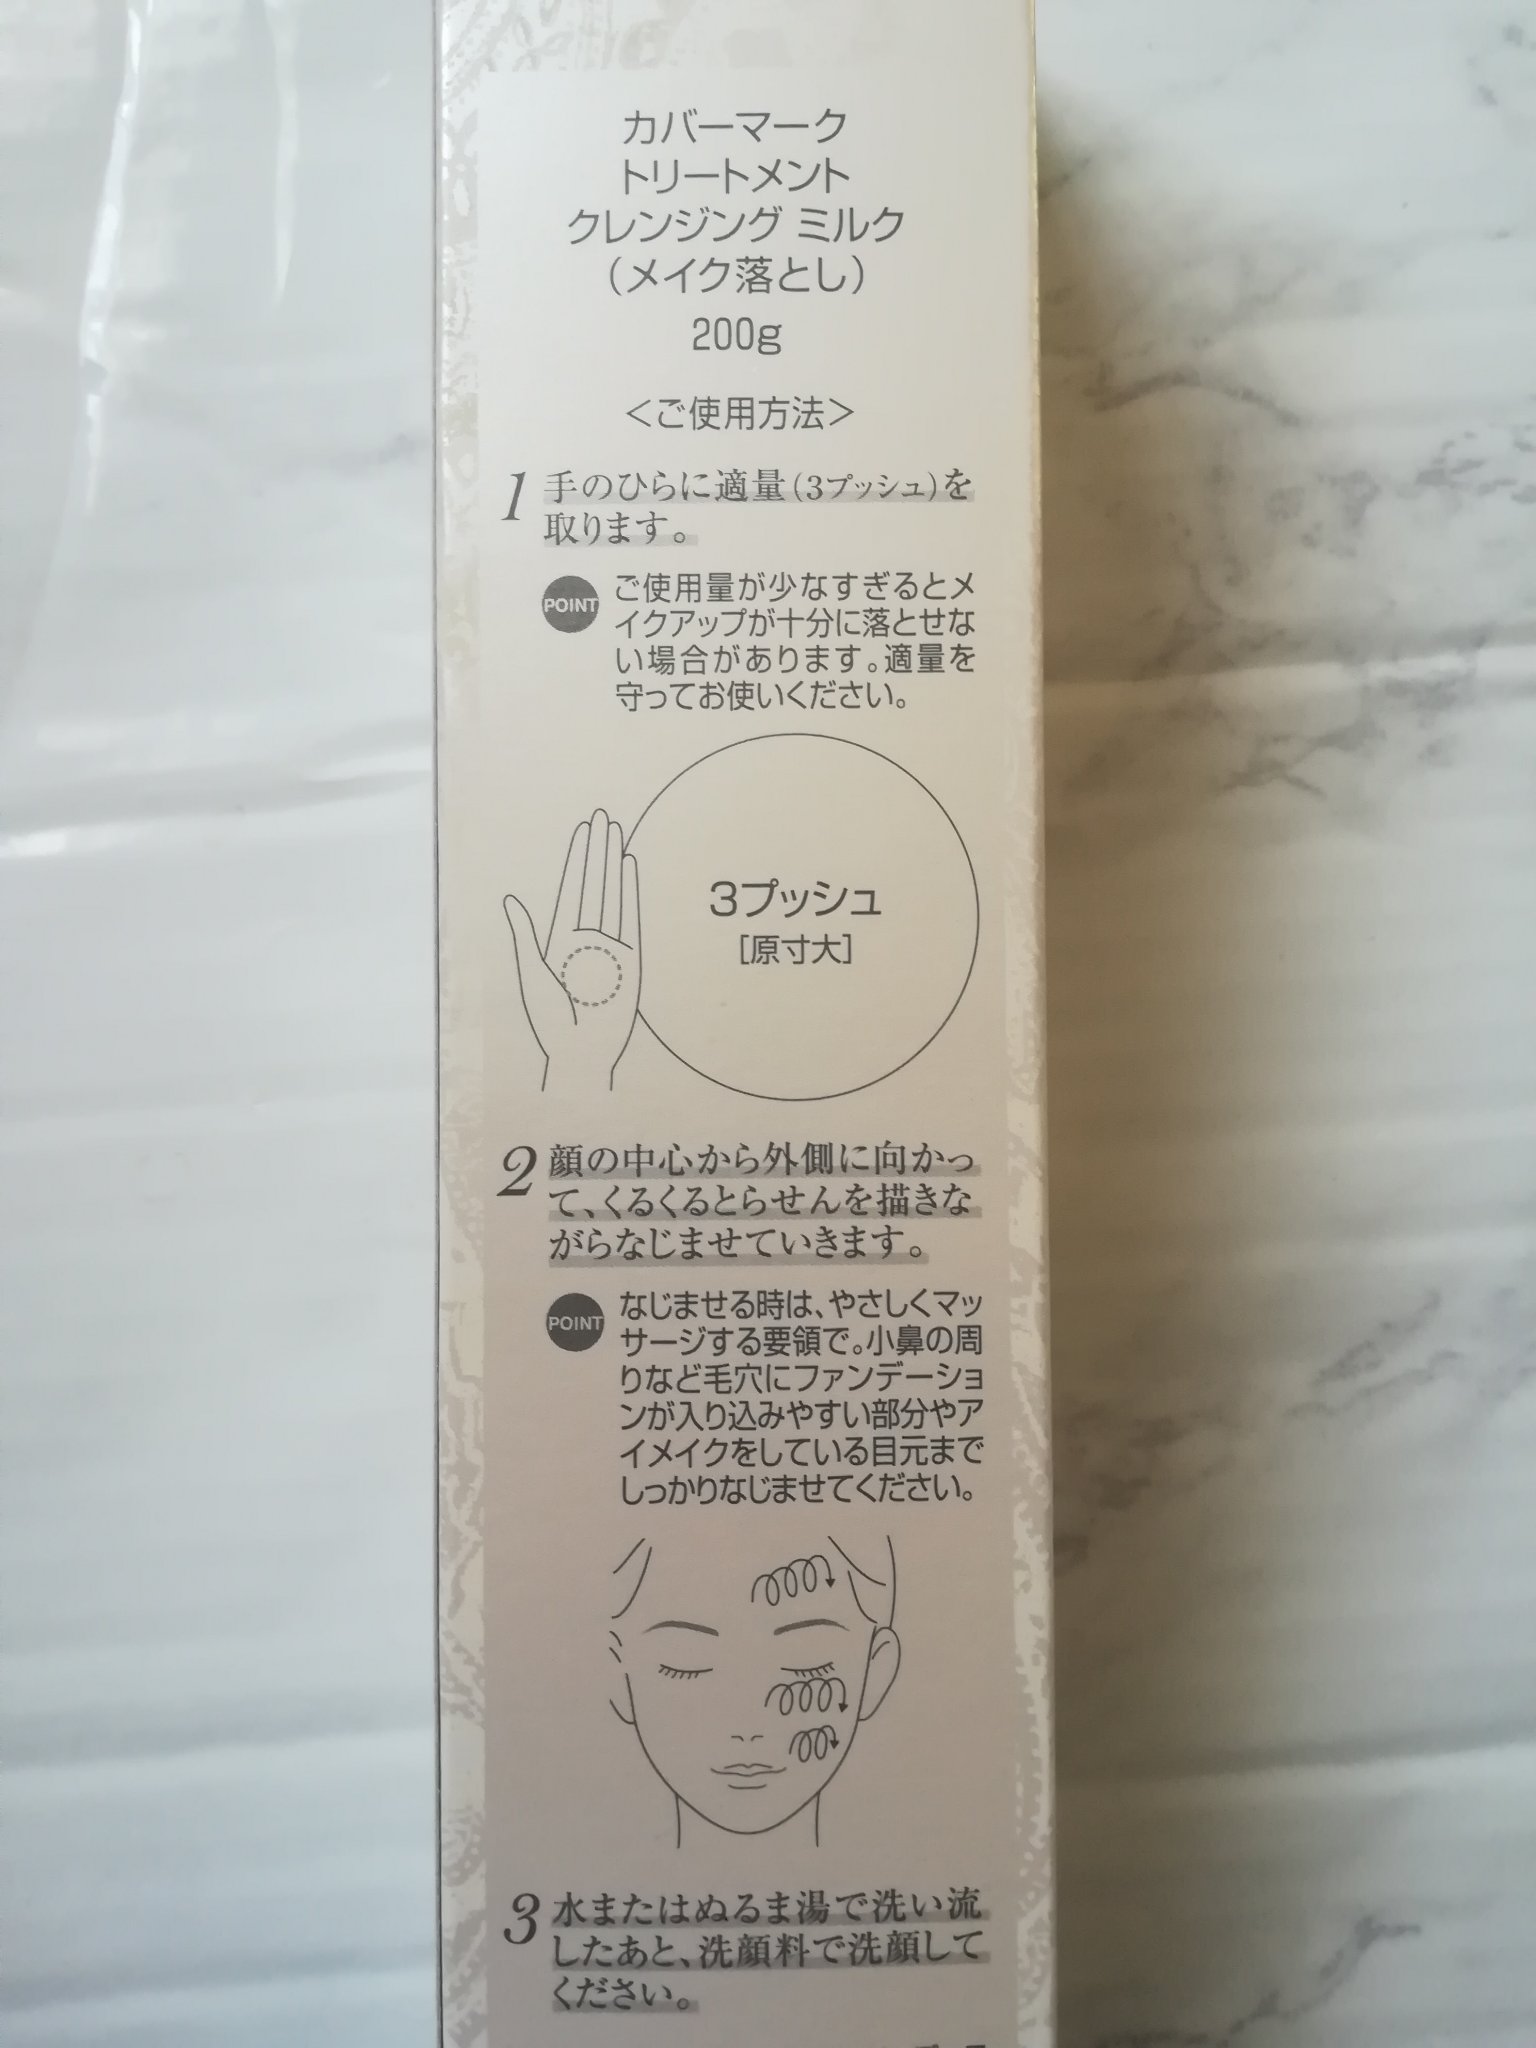 カバーマーク
トリートメント
クレンジング ミルク
（メイク落とし）
200g
＜ご使用方法＞
1 手のひらに適量（3プッシュ）を
取ります。
POINT ご使用量が少なすぎるとメ
イクアップが十分に落とせな
い場合があります。適量を
守ってお使いください。
3プッシュ
［原寸大］
2 顔の中心から外側に向かっ
て、くるくるとらせんを描きな
がらなじませていきます。
POINT なじませる時は、やさしくマッ
サージする要領で。小鼻の周
りなど毛穴にファンデーショ
ンが入り込みやすい部分やア
イメイクをしている目元まで
しっかりなじませてください。
3 水またはぬるま湯で洗い流
したあと、洗顔料で洗顔して
ください。